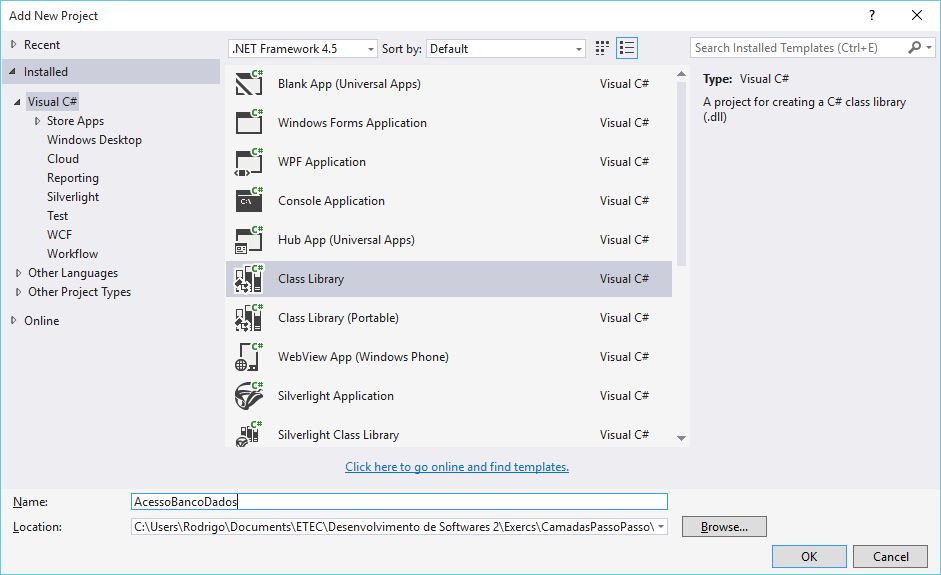 Add New Project
?
Recent
Installed
Visual C#
Store Apps
Windows Desktop
Cloud
Reporting
Silverlight
Test
WCF
Workflow
Other Languages
Other Project Types
Online
.NET Framework 4.5 Sort by: Default
C# Blank App (Universal Apps) Visual C#
C# Windows Forms Application Visual C#
C# WPF Application Visual C#
C# C:\ Console Application Visual C#
C# Hub App (Universal Apps) Visual C#
C# Class Library Visual C#
C# Class Library (Portable) Visual C#
C# WebView App (Windows Phone) Visual C#
C# Silverlight Application Visual C#
C# Silverlight Class Library Visual C#
Click here to go online and find templates.
Search Installed Templates (Ctrl+E)
Type: Visual C#
A project for creating a C# class library
(.dll)
Name: AcessoBancoDados
Location: C:\Users\Rodrigo\Documents\ETEC\Desenvolvimento de Softwares 2\Exercs\CamadasPassoPasso\ Browse...
OK Cancel